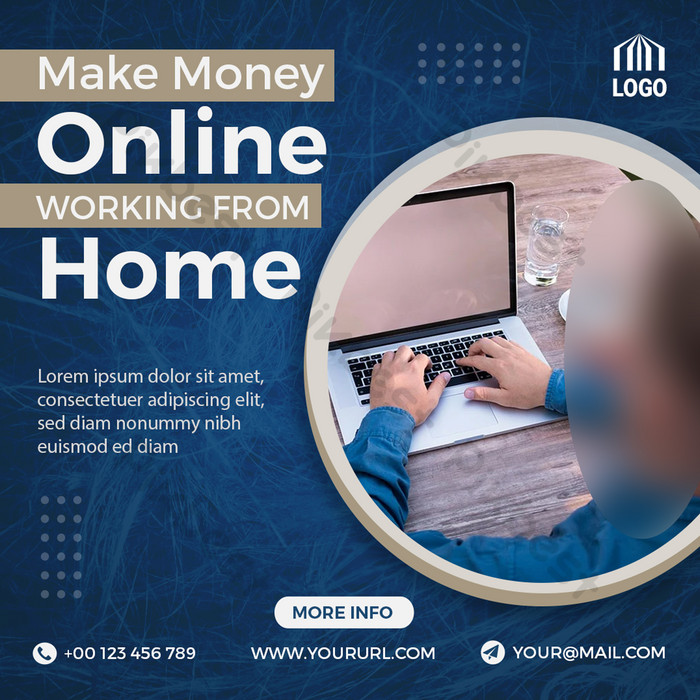 Make Money
Online
WORKING FROM
Home
LOGO
Lorem ipsum dolor sit amet,
consectetuer adipiscing elit,
sed diam nonummy nibh
euismod ed diam
MORE INFO
+00 123 456 789
WWW.YOURURL.COM
YOUR@MAIL.COM